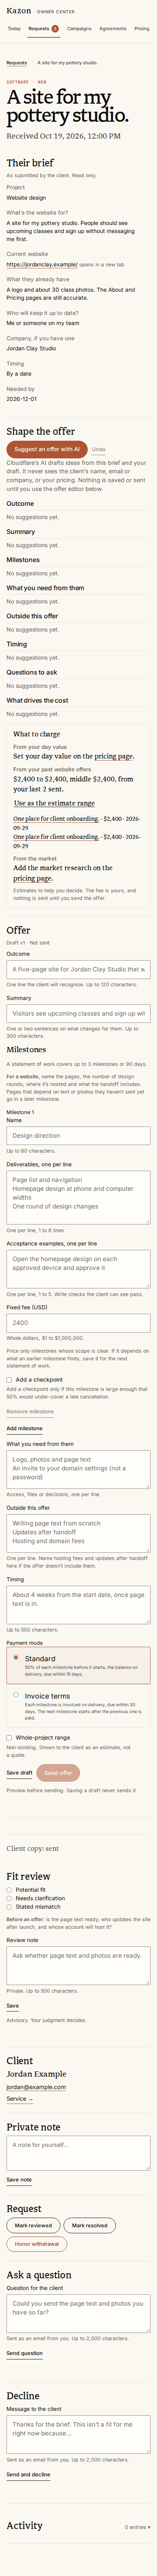 Kazon OWNER CENTER
Today Requests 3 Campaigns Agreements Pricing
Requests A site for my pottery studio.
SOFTWARE · NEW
A site for my
pottery studio.
Received Oct 19, 2026, 12:00 PM
Their brief
As submitted by the client. Read only.
Project
Website design
What's the website for?
A site for my pottery studio. People should see
upcoming classes and sign up without messaging
me first.
Current website
https://jordanclay.example/ opens in a new tab
What they already have
A logo and about 30 class photos. The About and
Pricing pages are still accurate.
Who will keep it up to date?
Me or someone on my team
Company, if you have one
Jordan Clay Studio
Timing
By a date
Needed by
2026-12-01
Shape the offer
Suggest an offer with AI Undo
Cloudflare's AI drafts ideas from this brief and your
draft. It never sees the client's name, email or
company, or your pricing. Nothing is saved or sent
until you use the offer editor below.
Outcome
No suggestions yet.
Summary
No suggestions yet.
Milestones
No suggestions yet.
What you need from them
No suggestions yet.
Outside this offer
No suggestions yet.
Timing
No suggestions yet.
Questions to ask
No suggestions yet.
What drives the cost
No suggestions yet.
What to charge
From your day value
Set your day value on the pricing page.
From your past website offers
$2,400 to $2,400, middle $2,400, from
your last 2 sent.
Use as the estimate range
One place for client onboarding. · $2,400 · 2026-
09-29
One place for client onboarding. · $2,400 · 2026-
09-29
From the market
Add the market research on the
pricing page.
Estimates to help you decide. The fee is yours, and
nothing is sent until you send the offer.
Offer
Draft v1 · Not sent
Outcome
A five-page site for Jordan Clay Studio that w
One line the client will recognize. Up to 120 characters.
Summary
Visitors see upcoming classes and sign up wit
One or two sentences on what changes for them. Up to
300 characters.
Milestones
A statement of work covers up to 3 milestones or 90 days.
For a website, name the pages, the number of design
rounds, where it's hosted and what the handoff includes.
Pages that depend on text or photos they haven't sent yet
go in a later milestone.
Milestone 1
Name
Design direction
Up to 80 characters.
Deliverables, one per line
Page list and navigation
Homepage design at phone and computer
widths
One round of design changes
One per line, 1 to 8 lines.
Acceptance examples, one per line
Open the homepage design on each
approved device and approve it
One per line, 1 to 5. Write checks the client can see pass.
Fixed fee (USD)
2400
Whole dollars, $1 to $1,000,000.
Price only milestones whose scope is clear. If it depends on
what an earlier milestone finds, save it for the next
statement of work.
Add a checkpoint
Add a checkpoint only if this milestone is large enough that
50% would under-cover a late cancellation.
Remove milestone
Add milestone
What you need from them
Logo, photos and page text
An invite to your domain settings (not a
password)
Access, files or decisions, one per line.
Outside this offer
Writing page text from scratch
Updates after handoff
Hosting and domain fees
One per line. Name hosting fees and updates after handoff
here if the offer doesn't include them.
Timing
About 4 weeks from the start date, once page
text is in.
Up to 500 characters.
Payment mode
Standard
50% of each milestone before it starts, the balance on
delivery, due within 15 days.
Invoice terms
Each milestone is invoiced on delivery, due within 30
days. The next milestone starts after the previous one is
paid.
Whole-project range
Non-binding. Shown to the client as an estimate, not
a quote.
Save draft Send offer
Preview before sending. Saving a draft never sends it.
Client copy: sent
Fit review
Potential fit
Needs clarification
Stated mismatch
Before an offer: is the page text ready, who updates the site
after launch, and whose account will host it?
Review note
Ask whether page text and photos are ready.
Private. Up to 500 characters.
Save
Advisory. Your judgment decides.
Client
Jordan Example
jordan@example.com
Service →
Private note
A note for yourself...
Save note
Request
Mark reviewed Mark resolved
Honor withdrawal
Ask a question
Question for the client
Could you send the page text and photos you
have so far?
Sent as an email from you. Up to 2,000 characters.
Send question
Decline
Message to the client
Thanks for the brief. This isn't a fit for me
right now because...
Sent as an email from you. Up to 2,000 characters.
Send and decline
Activity 0 entries ▾